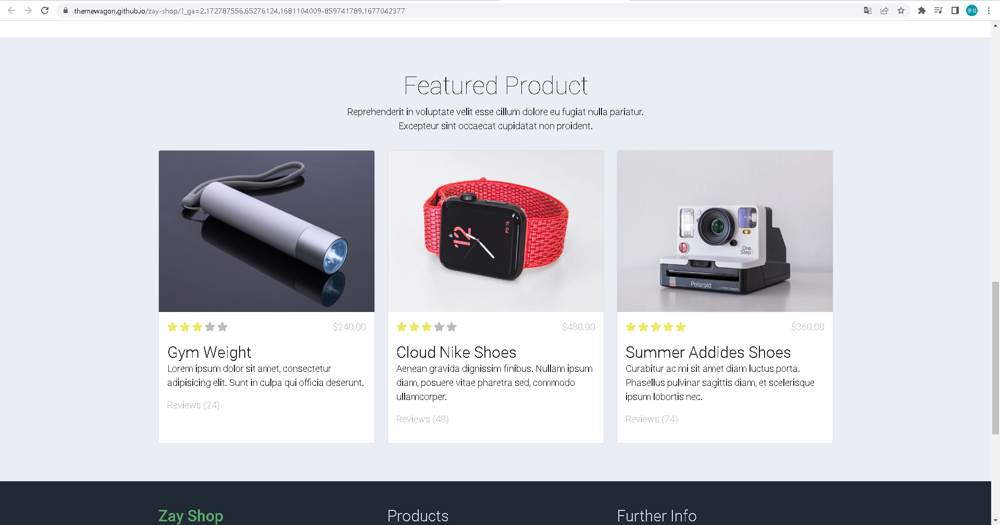 themewagon.github.io/zay-shop/?_ga=2.172787556.65276124.1681104009-859741789.1677042377
윤섭
Featured Product
Reprehenderit in voluptate velit esse cillum dolore eu fugiat nulla pariatur.
Excepteur sint occaecat cupidatat non proident.
12
PO 15.
One
Step2
Polaroid
I-TYPE CAMERA
$240.00
Gym Weight
Lorem ipsum dolor sit amet, consectetur
adipisicing elit. Sunt in culpa qui officia deserunt.
Reviews (24)
$480.00
Cloud Nike Shoes
Aenean gravida dignissim finibus. Nullam ipsum
diam, posuere vitae pharetra sed, commodo
ullamcorper.
Reviews (48)
$360.00
Summer Addides Shoes
Curabitur ac mi sit amet diam luctus porta.
Phasellus pulvinar sagittis diam, et scelerisque
ipsum lobortis nec.
Reviews (74)
Zay Shop
Products
Further Info